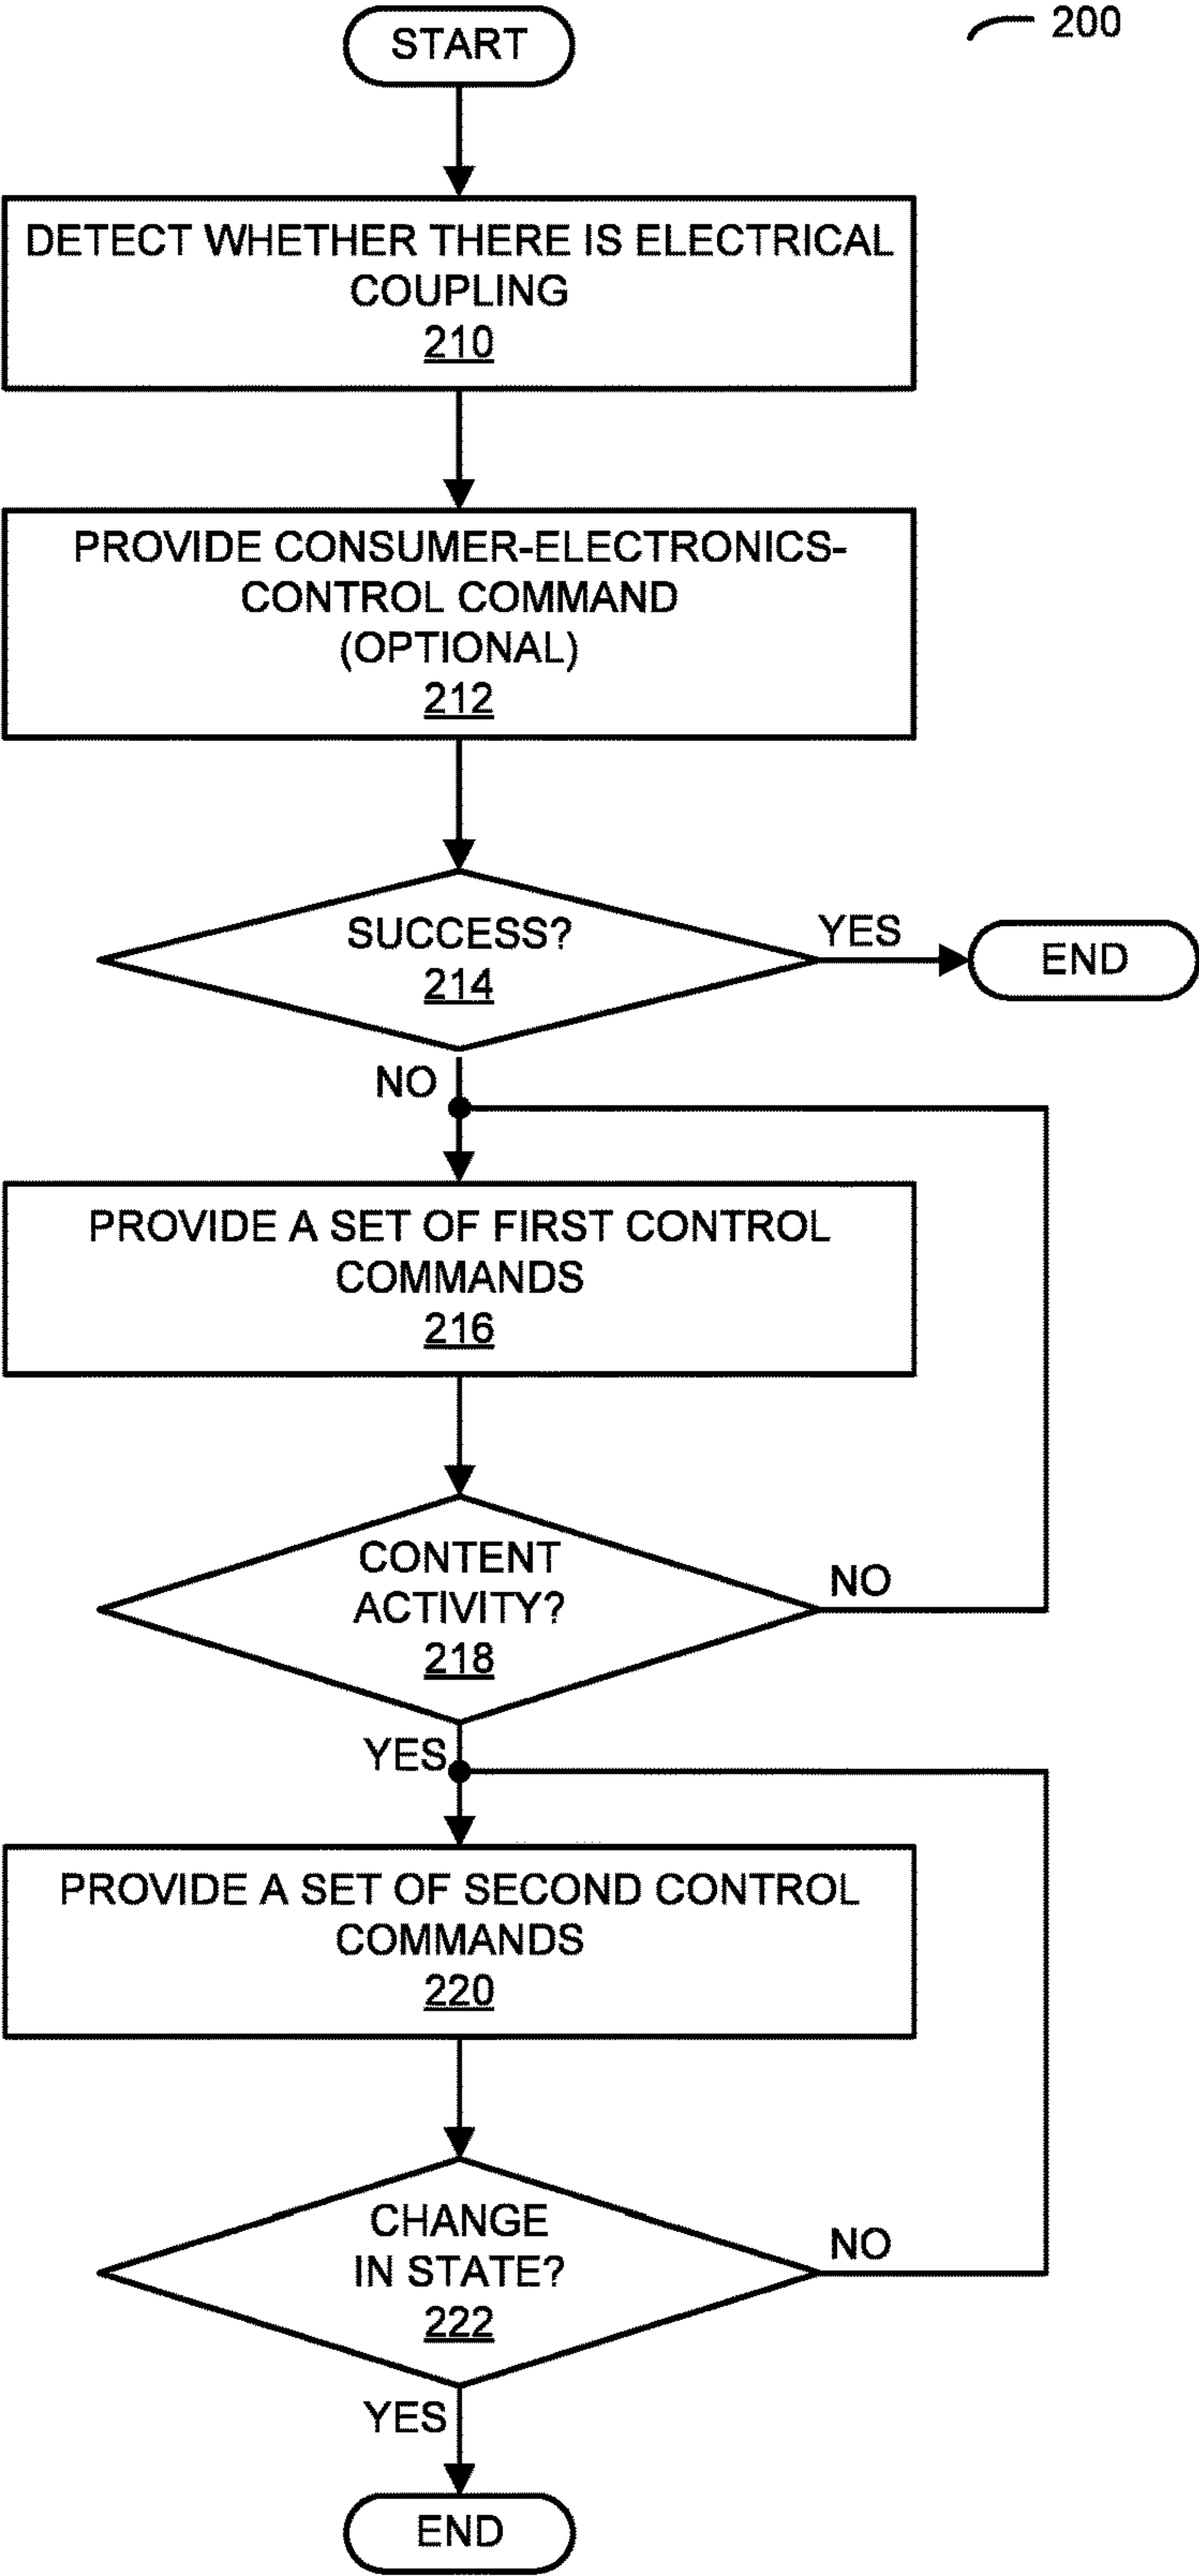 START
200
DETECT WHETHER THERE IS ELECTRICAL
COUPLING
210
PROVIDE CONSUMER-ELECTRONICS-
CONTROL COMMAND
(OPTIONAL)
212
SUCCESS?
214
YES
END
NO
PROVIDE A SET OF FIRST CONTROL
COMMANDS
216
CONTENT
ACTIVITY?
218
NO
YES
PROVIDE A SET OF SECOND CONTROL
COMMANDS
220
CHANGE
IN STATE?
222
NO
YES
END